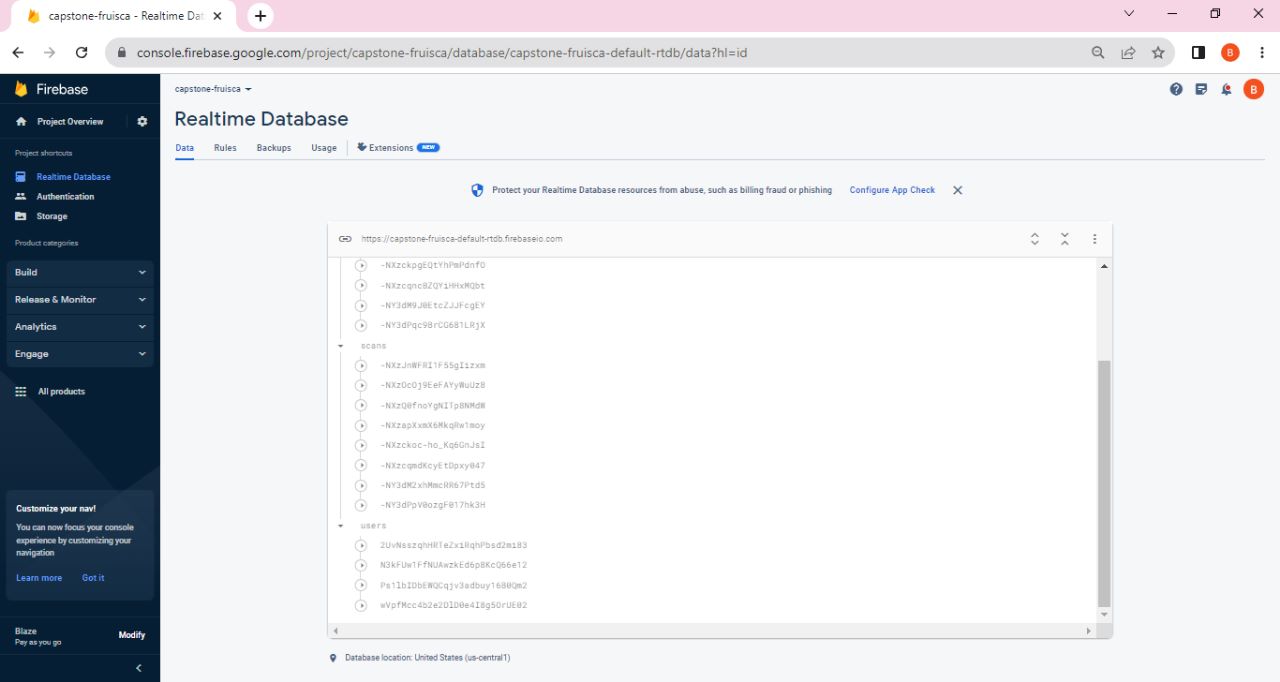 capstone-fruisca - Realtime Dat
console.firebase.google.com/project/capstone-fruisca/database/capstone-fruisca-default-rtdb/data?hl=id
B
Firebase
capstone-fruisca
B
Project Overview
Realtime Database
Project shortcuts
Data Rules Backups Usage Extensions NEW
Realtime Database
Authentication
Storage
Protect your Realtime Database resources from abuse, such as billing fraud or phishing Configure App Check
Product categories
Build
Release & Monitor
Analytics
Engage
All products
https://capstone-fruisca-default-rtdb.firebaseio.com
-NXzckpgEQtYhPmPdnfO
-NXzcqncBZQYiHHxMQbt
-NY3dM9J0EtcZJJFcgEY
-NY3dPqc9BrCG681LRjX
scans
-NXzJnWFRI1F55gIizxm
-NXzOcOj9EeFAYyWuUz8
-NXzQ0fnoYgNITp8NMdW
-NXzapXxmX6MkqRw1moy
-NXzckoc-ho_Kq6GnJsI
-NXzcqmdKcyEtDpxy047
-NY3dM2xhMmcRR67Ptd5
-NY3dPpV0ozgF017hk3H
users
2UvNsszqhHRTeZxiRqhPbsd2mi83
N3kFUw1FfNUAwzkEd6p8KcQ66e12
Ps1lbIDbEWQCqjv3adbuy1680Qm2
wVpfMcc4b2e2DlD0e4I8g5OrUE02
Customize your nav!
You can now focus your console
experience by customizing your
navigation
Learn more Got it
Blaze
Pay as you go
Modify
Database location: United States (us-central1)